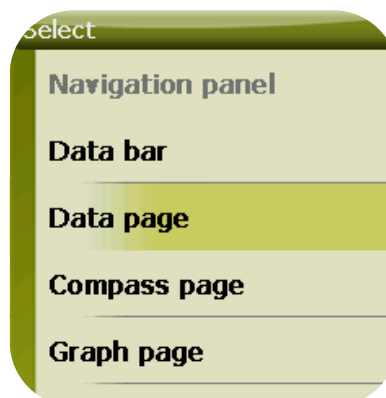 Select
Navigation panel
Data bar
Data page
Compass page
Graph page